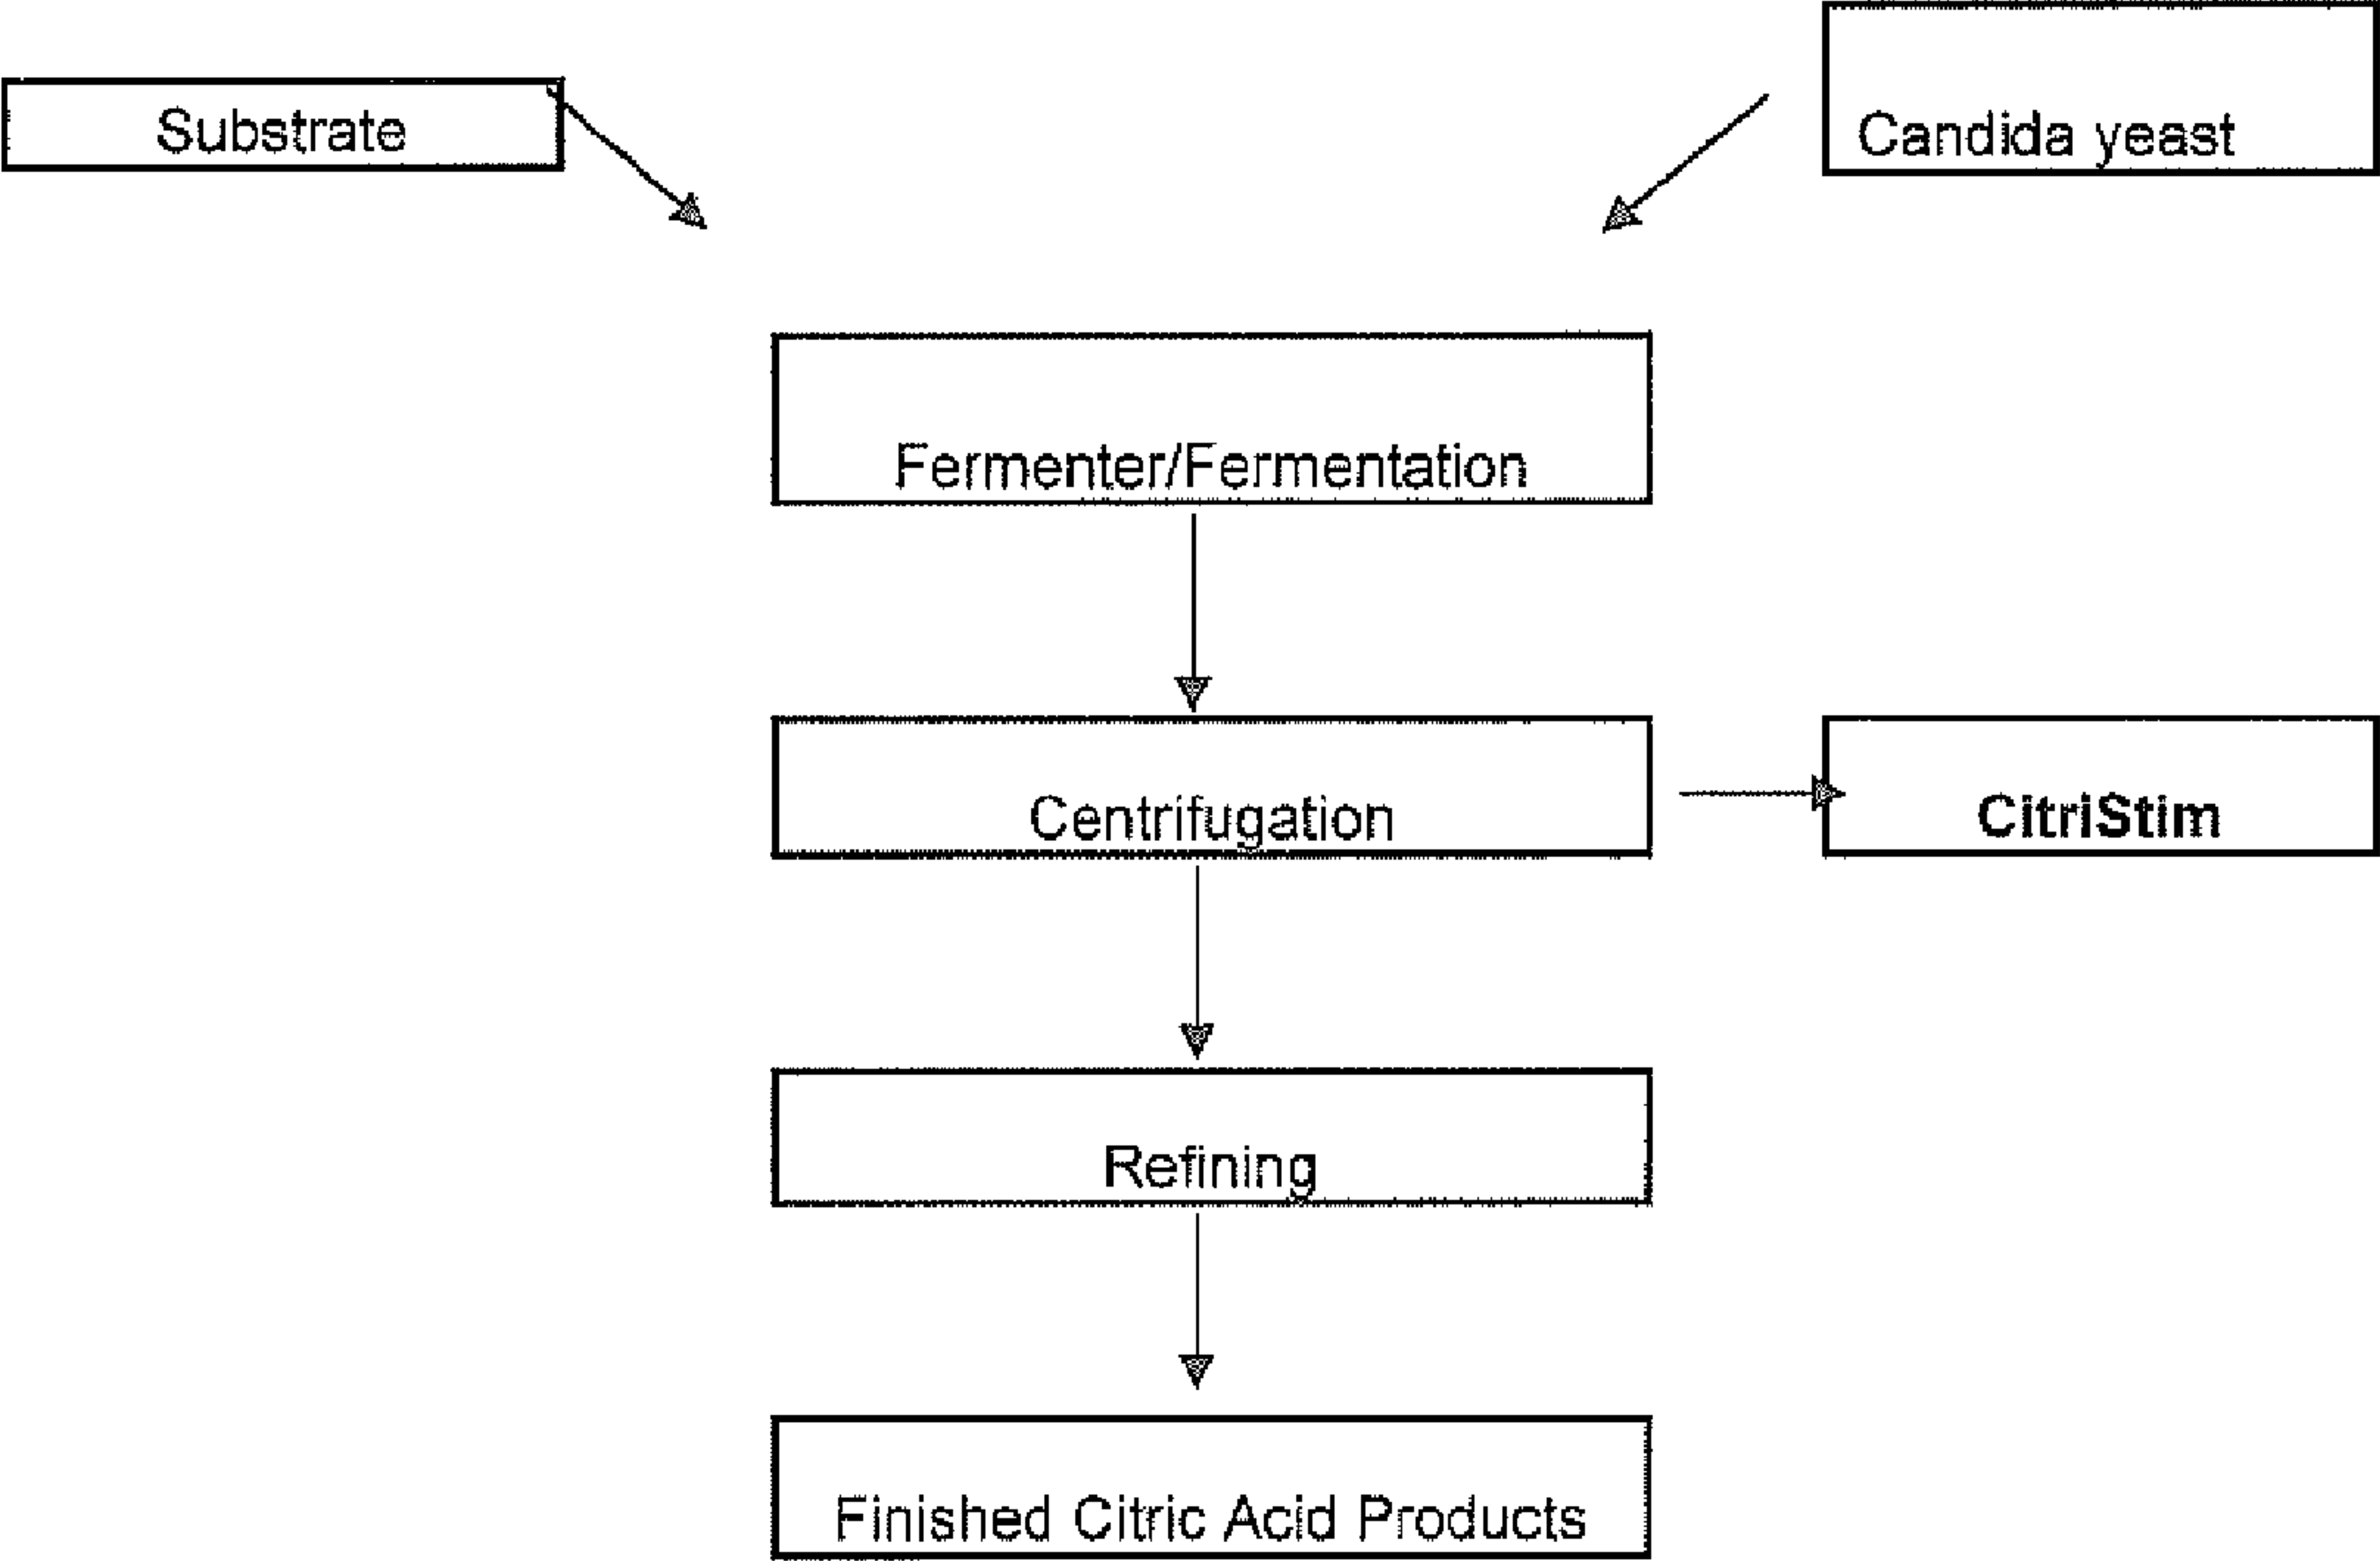 Substrate
Candida yeast
Fermenter/Fermentation
Centrifugation
CitriStim
Refining
Finished Citric Acid Products